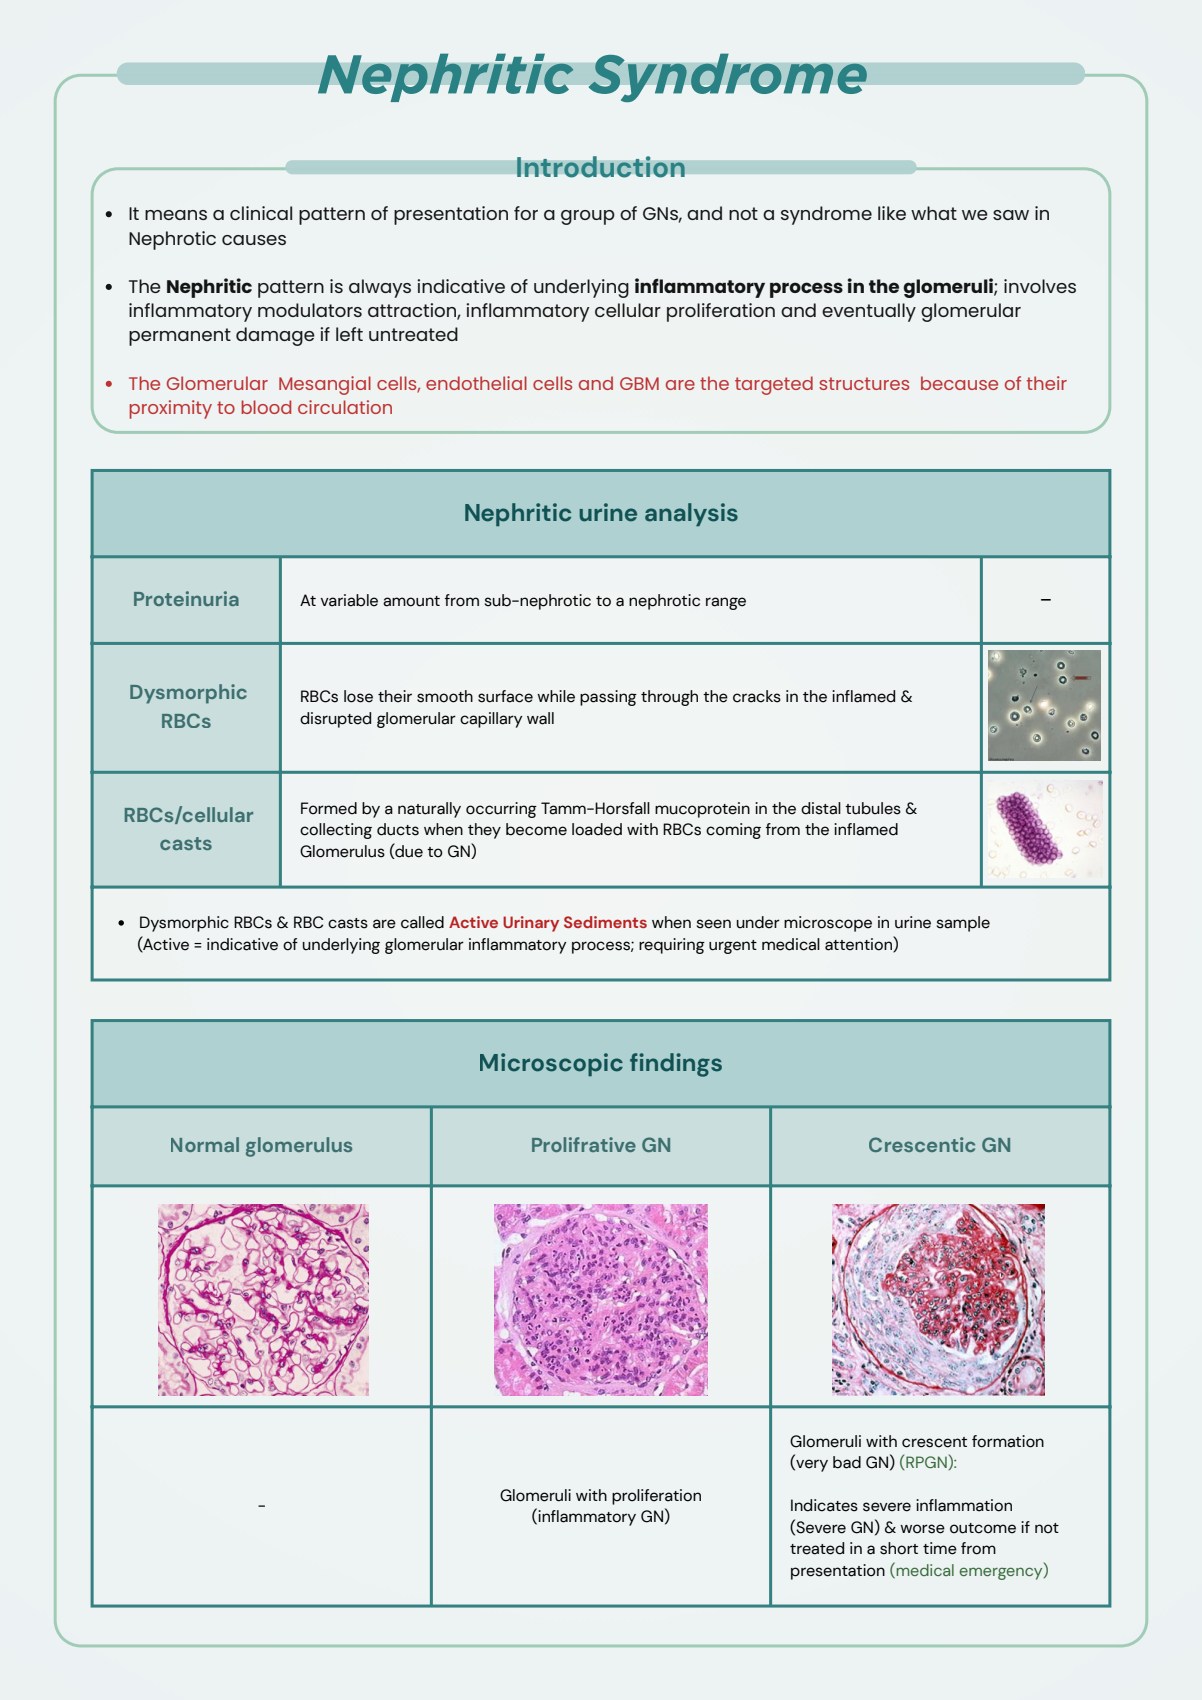 Nephritic Syndrome
Introduction
• It means a clinical pattern of presentation for a group of GNs, and not a syndrome like what we saw in
Nephrotic causes
• The Nephritic pattern is always indicative of underlying inflammatory process in the glomeruli; involves
inflammatory modulators attraction, inflammatory cellular proliferation and eventually glomerular
permanent damage if left untreated
• The Glomerular Mesangial cells, endothelial cells and GBM are the targeted structures because of their
proximity to blood circulation
Nephritic urine analysis
Proteinuria
At variable amount from sub-nephrotic to a nephrotic range
–
Dysmorphic
RBCs
RBCs lose their smooth surface while passing through the cracks in the inflamed &
disrupted glomerular capillary wall
RBCs/cellular
casts
Formed by a naturally occurring Tamm-Horsfall mucoprotein in the distal tubules &
collecting ducts when they become loaded with RBCs coming from the inflamed
Glomerulus (due to GN)
• Dysmorphic RBCs & RBC casts are called Active Urinary Sediments when seen under microscope in urine sample
(Active = indicative of underlying glomerular inflammatory process; requiring urgent medical attention)
Microscopic findings
Normal glomerulus
Prolifrative GN
Crescentic GN
-
Glomeruli with proliferation
(inflammatory GN)
Glomeruli with crescent formation
(very bad GN) (RPGN):
Indicates severe inflammation
(Severe GN) & worse outcome if not
treated in a short time from
presentation (medical emergency)